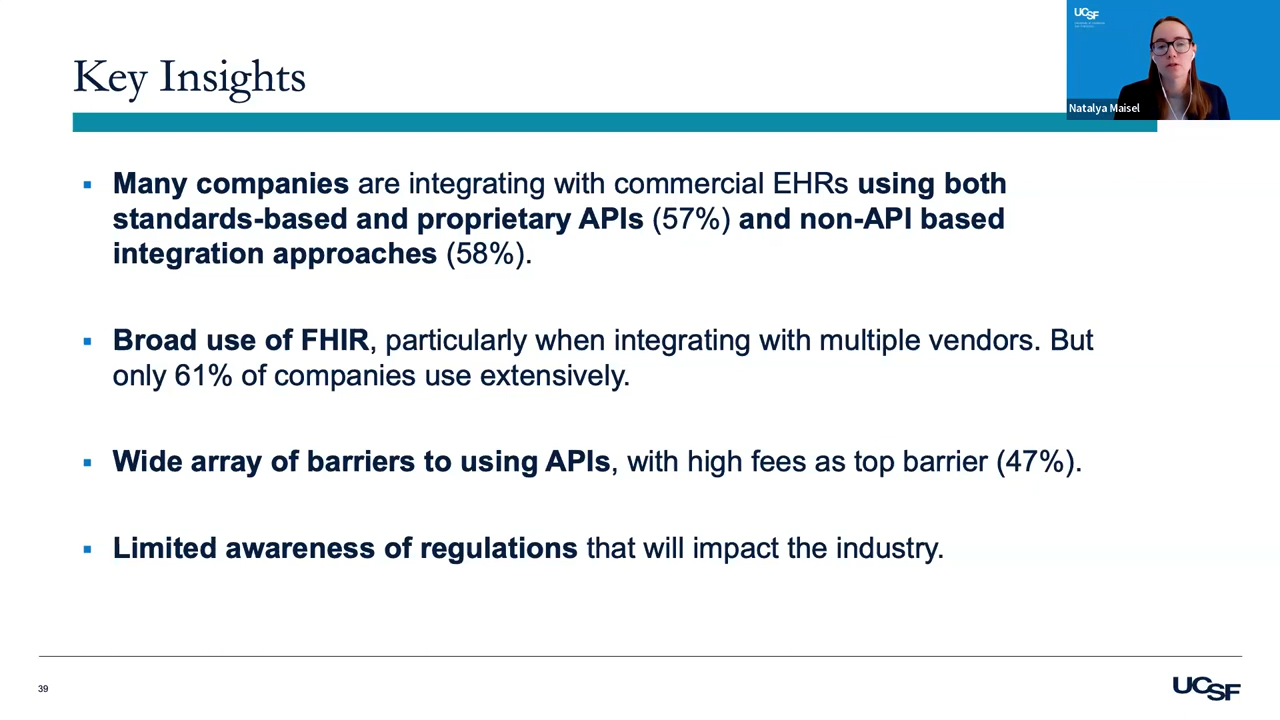 Key Insights
UCSF
Natalya Maisel
▪ Many companies are integrating with commercial EHRs using both
standards-based and proprietary APIs (57%) and non-API based
integration approaches (58%).
▪ Broad use of FHIR, particularly when integrating with multiple vendors. But
only 61% of companies use extensively.
▪ Wide array of barriers to using APIs, with high fees as top barrier (47%).
▪ Limited awareness of regulations that will impact the industry.
39
UCSF